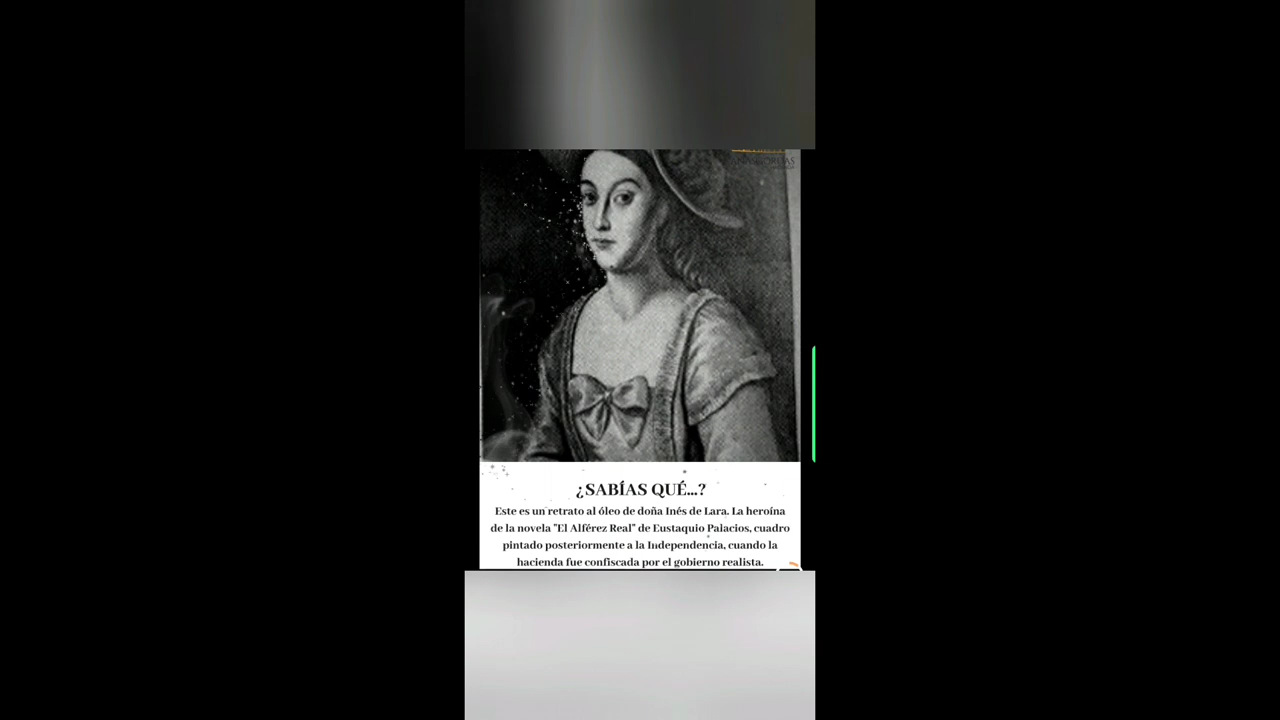 ¿SABÍAS QUÉ...?
Este es un retrato al óleo de doña Inés de Lara. La heroína
de la novela "El Alférez Real" de Eustaquio Palacios, cuadro
pintado posteriormente a la Independencia, cuando la
hacienda fue confiscada por el gobierno realista.